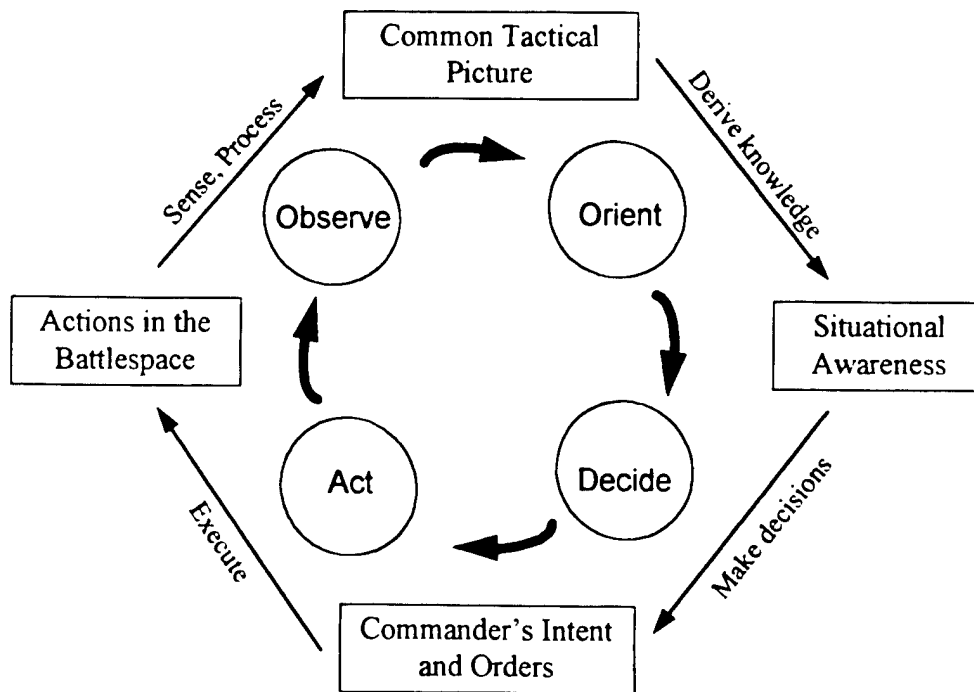 Common Tactical
Picture
Sense, Process
Derive knowledge
Observe
Orient
Actions in the
Battlespace
Situational
Awareness
Act
Decide
Execute
Make decisions
Commander's Intent
and Orders